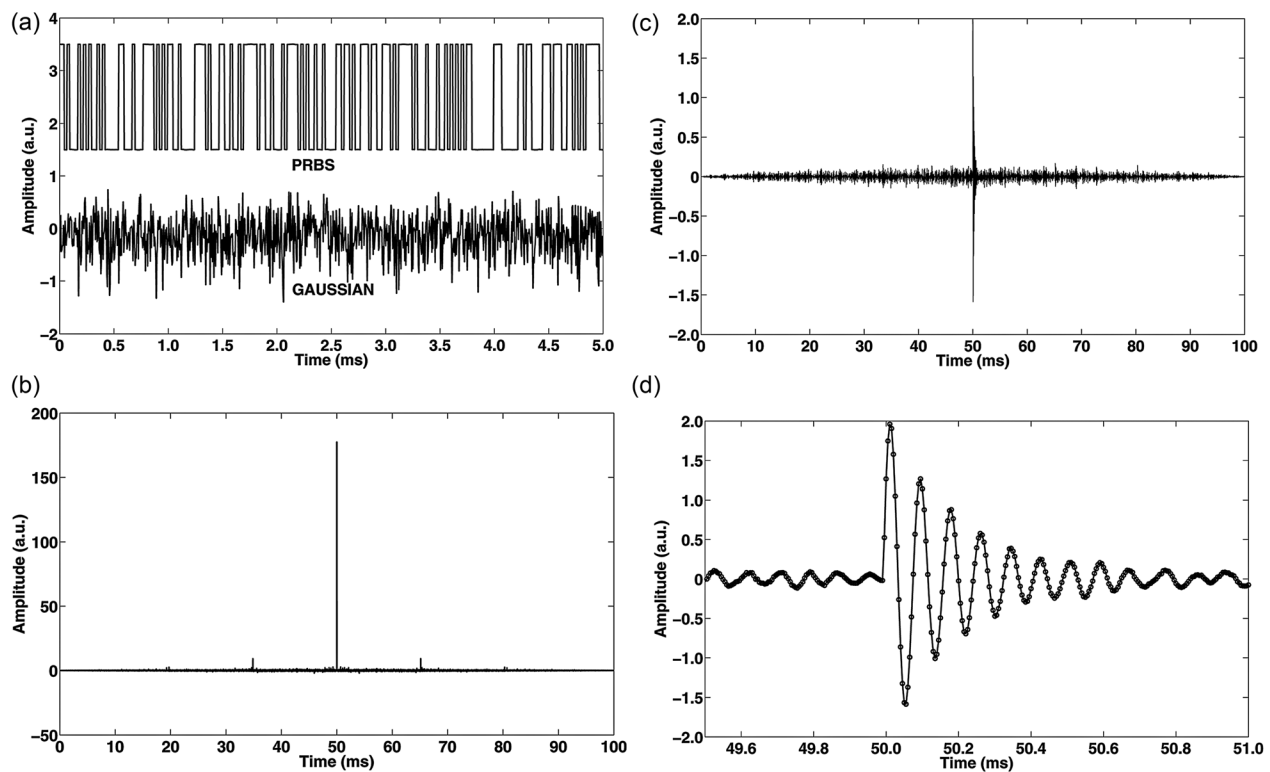 (a)
Amplitude (a.u.)
4
3
2
1
0
−1
−2
PRBS
GAUSSIAN
0 0.5 1.0 1.5 2.0 2.5 3.0 3.5 4.0 4.5 5.0
Time (ms)
(b)
Amplitude (a.u.)
200
150
100
50
0
−50
0 10 20 30 40 50 60 70 80 90 100
Time (ms)
(c)
Amplitude (a.u.)
2.0
1.5
1.0
0.5
0
−0.5
−1.0
−1.5
−2.0
0 10 20 30 40 50 60 70 80 90 100
Time (ms)
(d)
Amplitude (a.u.)
2.0
1.5
1.0
0.5
0
−0.5
−1.0
−1.5
−2.0
49.6 49.8 50.0 50.2 50.4 50.6 50.8 51.0
Time (ms)